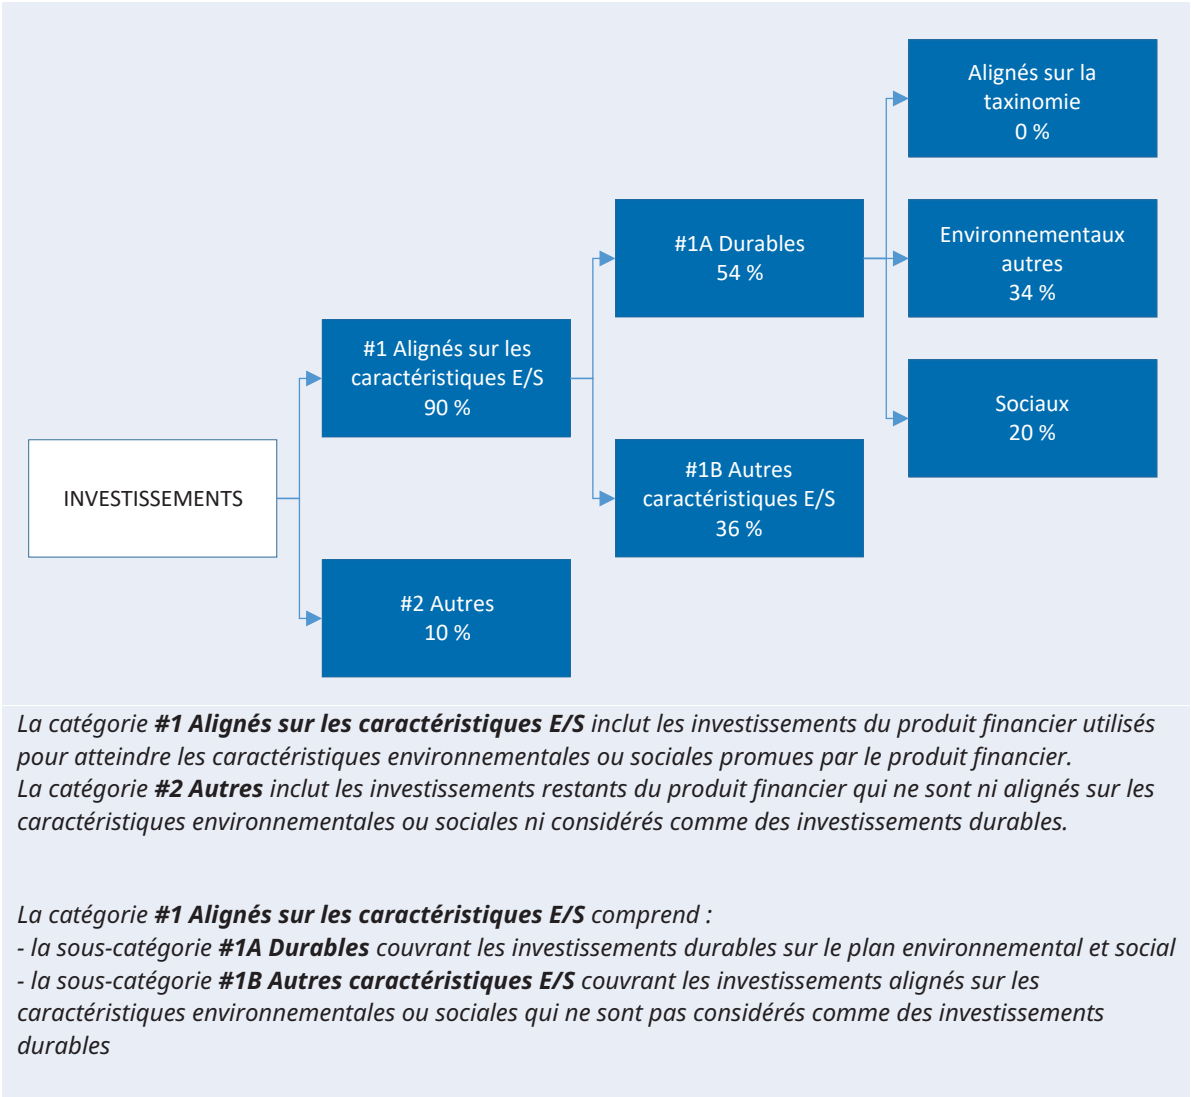 Alignés sur la
taxinomie
0 %
#1A Durables
54 %
Environnementaux
autres
34 %
#1 Alignés sur les
caractéristiques E/S
90 %
Sociaux
20 %
INVESTISSEMENTS
#1B Autres
caractéristiques E/S
36 %
#2 Autres
10 %
La catégorie #1 Alignés sur les caractéristiques E/S inclut les investissements du produit financier utilisés
pour atteindre les caractéristiques environnementales ou sociales promues par le produit financier.
La catégorie #2 Autres inclut les investissements restants du produit financier qui ne sont ni alignés sur les
caractéristiques environnementales ou sociales ni considérés comme des investissements durables.
La catégorie #1 Alignés sur les caractéristiques E/S comprend :
- la sous-catégorie #1A Durables couvrant les investissements durables sur le plan environnemental et social
- la sous-catégorie #1B Autres caractéristiques E/S couvrant les investissements alignés sur les
caractéristiques environnementales ou sociales qui ne sont pas considérés comme des investissements
durables